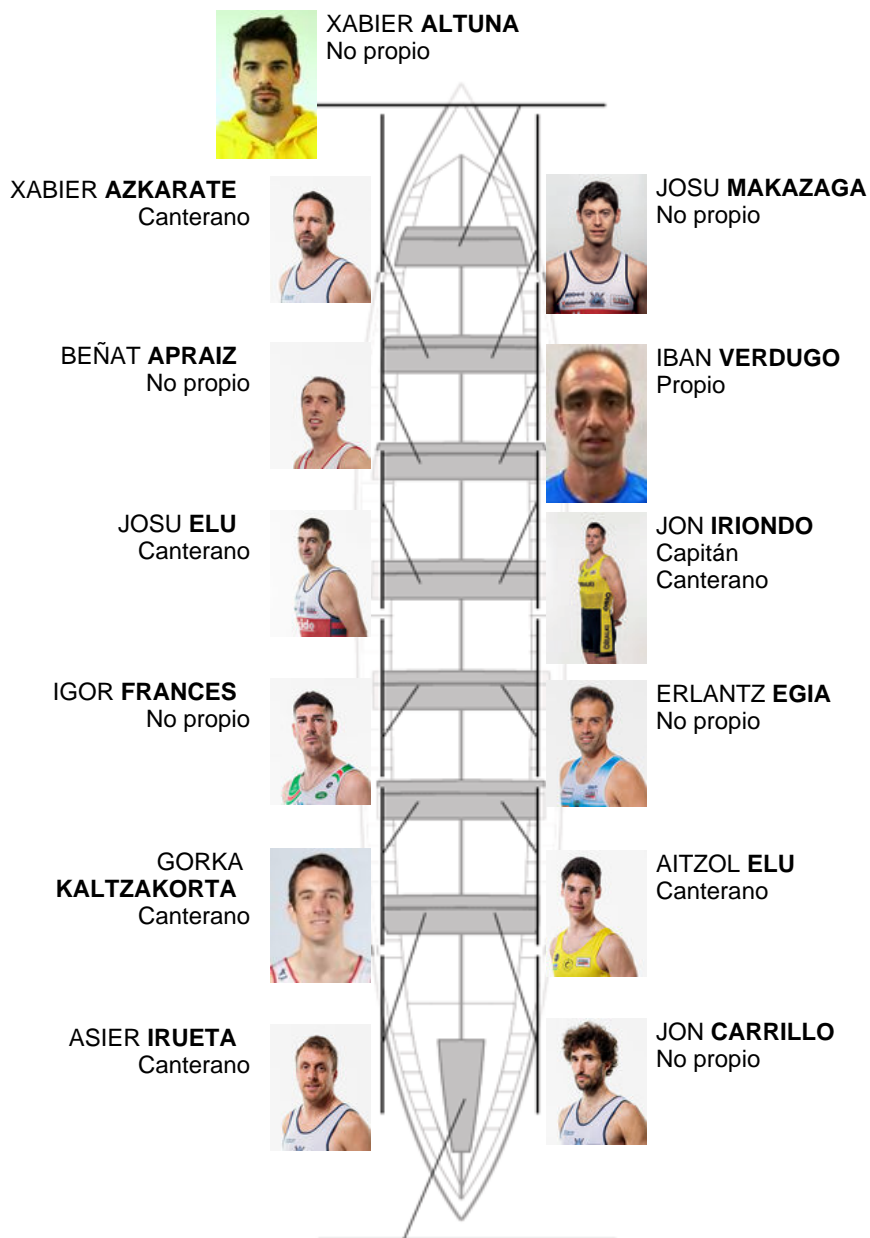 XABIER ALTUNA
No propio
XABIER AZKARATE
Canterano
JOSU MAKAZAGA
No propio
BEÑAT APRAIZ
No propio
IBAN VERDUGO
Propio
JOSU ELU
Canterano
JON IRIONDO
Capitán
Canterano
IGOR FRANCES
No propio
ERLANTZ EGIA
No propio
GORKA
KALTZAKORTA
Canterano
AITZOL ELU
Canterano
ASIER IRUETA
Canterano
JON CARRILLO
No propio